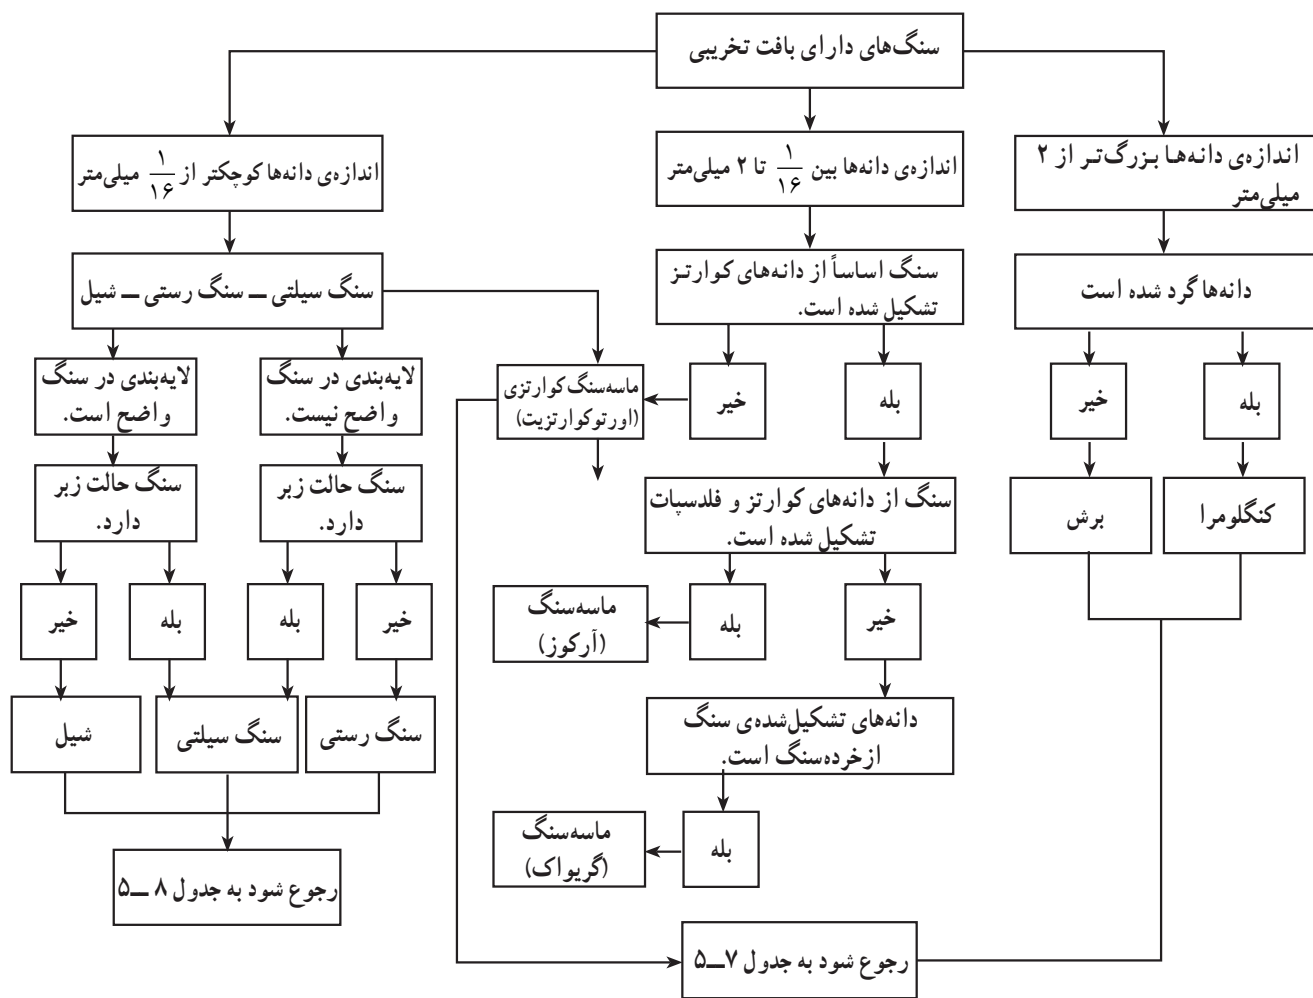 سنگ‌های دارای بافت تخریبی
اندازه‌ی دانه‌ها بزرگ‌تر از ۲
میلی‌متر
اندازه‌ی دانه‌ها بین ۱/۱۶ تا ۲ میلی‌متر
اندازه‌ی دانه‌ها کوچکتر از ۱/۱۶ میلی‌متر
دانه‌ها گرد شده است
سنگ اساساً از دانه‌های کوارتز
تشکیل شده است.
سنگ سیلتی ــ سنگ رستی ــ شیل
بله
خیر
بله
خیر
ماسه‌سنگ کوارتزی
(اورتوکوارتزیت)
لایه‌بندی در سنگ
واضح نیست.
لایه‌بندی در سنگ
واضح است.
کنگلومرا
برش
سنگ از دانه‌های کوارتز و فلدسپات
تشکیل شده است.
سنگ حالت زبر
دارد.
سنگ حالت زبر
دارد.
خیر
بله
ماسه‌سنگ
(آرکوز)
خیر
بله
بله
خیر
دانه‌های تشکیل‌شده‌ی سنگ
ازخرده‌سنگ است.
سنگ رستی
سنگ سیلتی
شیل
بله
ماسه‌سنگ
(گریواک)
رجوع شود به جدول ۸ ــ۵
رجوع شود به جدول ۷ــ۵